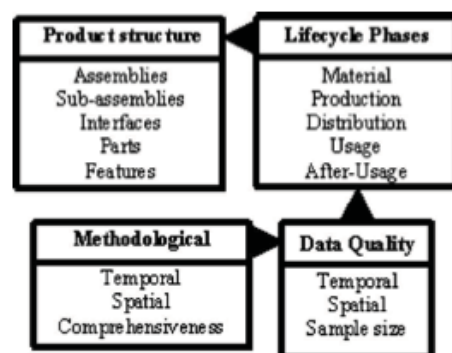 Product structure
Assemblies
Sub-assemblies
Interfaces
Parts
Features
Lifecycle Phases
Material
Production
Distribution
Usage
After-Usage
Methodological
Temporal
Spatial
Comprehensiveness
Data Quality
Temporal
Spatial
Sample size